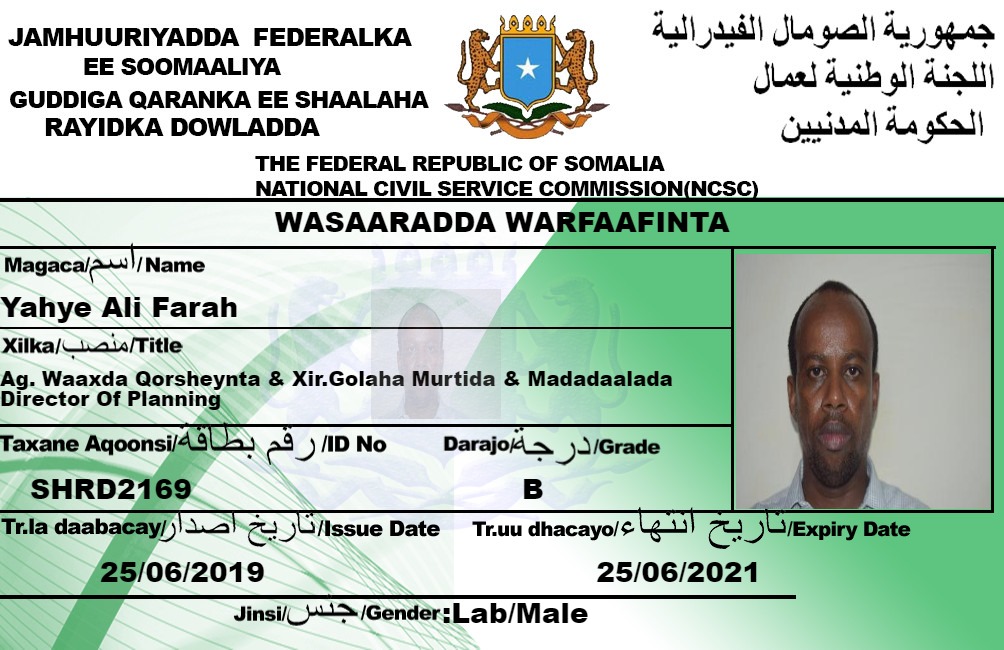 JAMHUURIYADDA FEDERALKA
EE SOOMAALIYA
GUDDIGA QARANKA EE SHAALAHA
RAYIDKA DOWLADDA
جمهورية الصومال الفيدرالية
اللجنة الوطنية لعمال
الحكومة المدنيين
THE FEDERAL REPUBLIC OF SOMALIA
NATIONAL CIVIL SERVICE COMMISSION(NCSC)
WASAARADDA WARFAAFINTA
Magaca/اسم/Name
Yahye Ali Farah
Xilka/منصب/Title
Ag. Waaxda Qorsheynta & Xir.Golaha Murtida & Madadaalada
Director Of Planning
Taxane Aqoonsi/رقم بطاقة/ID No
Darajo/درجة/Grade
SHRD2169
B
Tr.la daabacay/تاريخ اصدار/Issue Date
Tr.uu dhacayo/تاريخ انتهاء/Expiry Date
25/06/2019
25/06/2021
Jinsi/جنس/Gender:Lab/Male